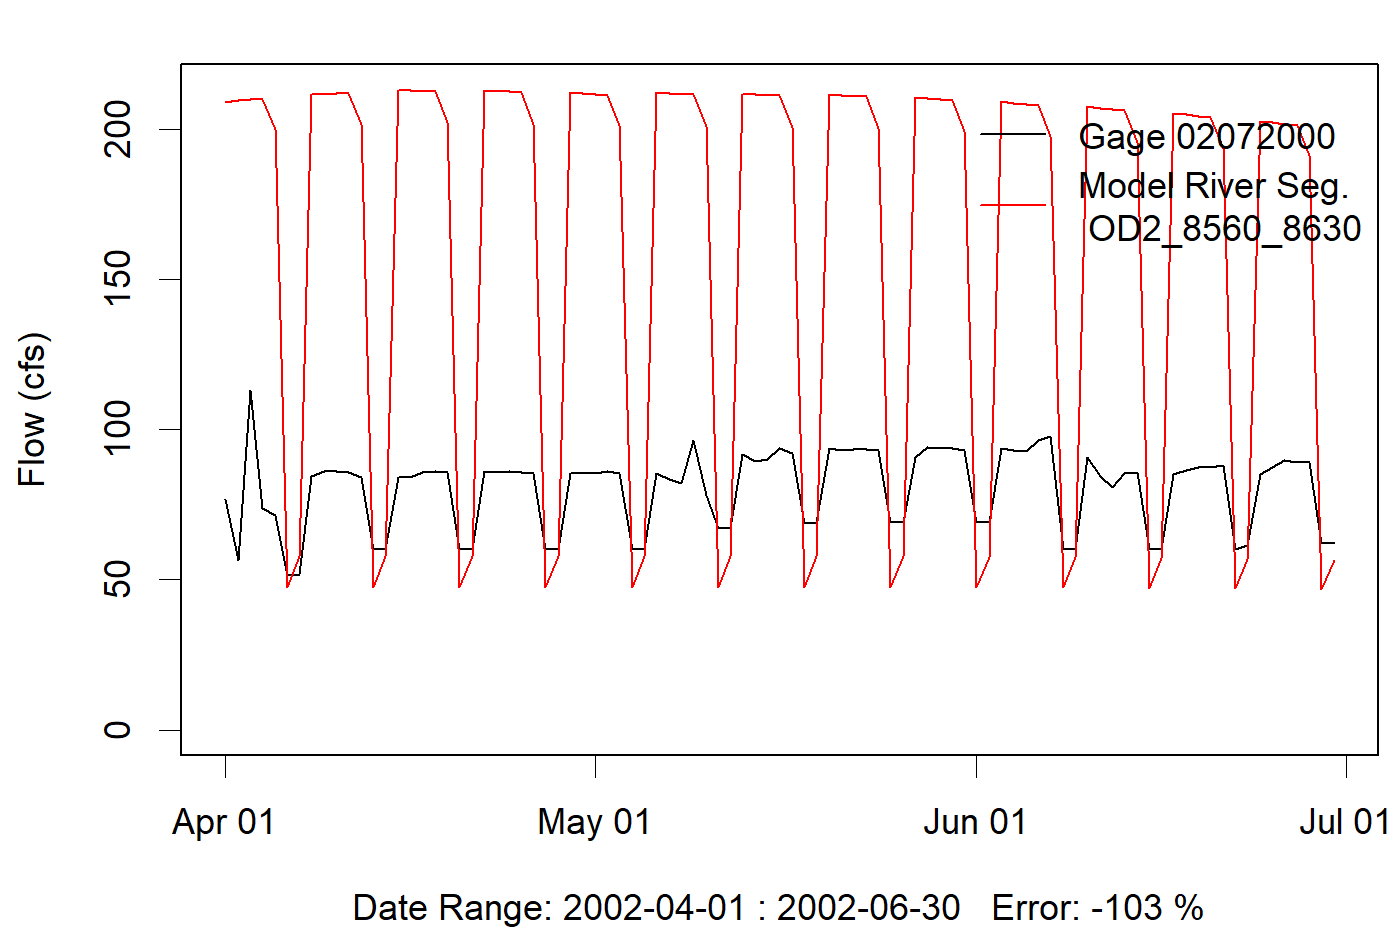 200
150
100
50
0
Flow (cfs)
Gage 02072000
Model River Seg.
OD2_8560_8630
Apr 01 May 01 Jun 01 Jul 01
Date Range: 2002-04-01 : 2002-06-30 Error: -103 %